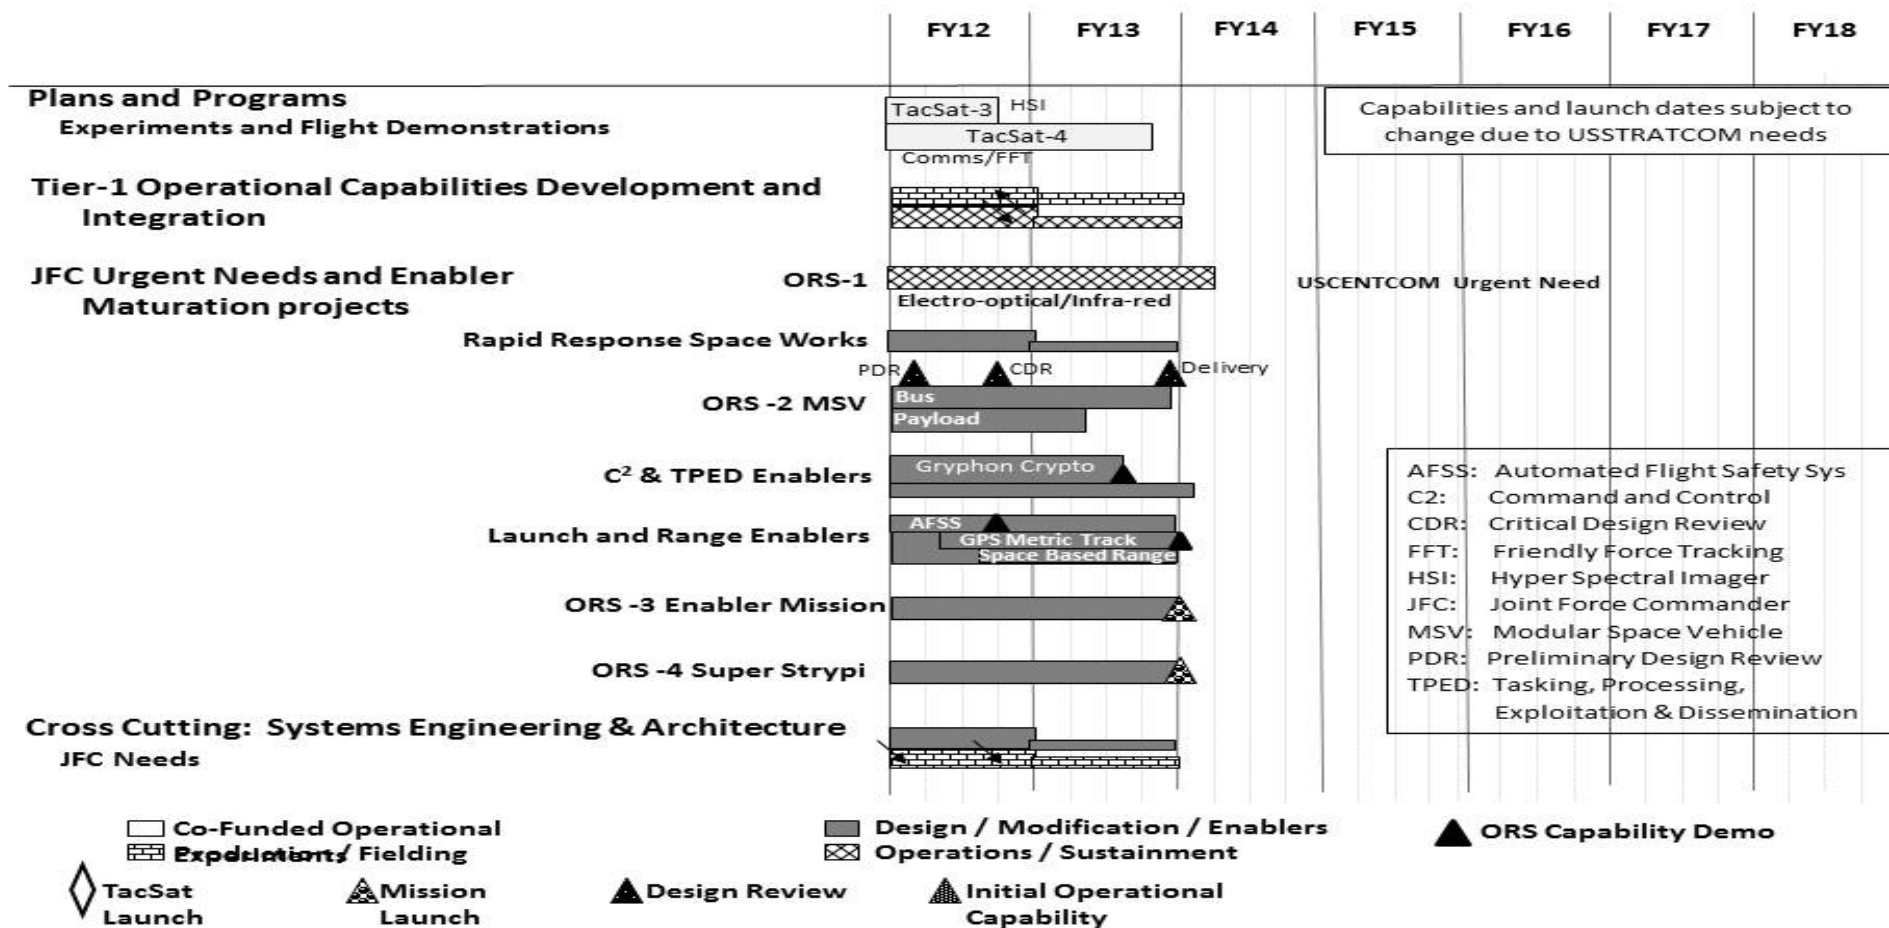 FY12 FY13 FY14 FY15 FY16 FY17 FY18
Plans and Programs
Experiments and Flight Demonstrations
TacSat-3 HSI
TacSat-4
Comms/FFT
Capabilities and launch dates subject to
change due to USSTRATCOM needs
Tier-1 Operational Capabilities Development and
Integration
JFC Urgent Needs and Enabler
Maturation projects
ORS-1
Electro-optical/Infra-red
USCENTCOM Urgent Need
Rapid Response Space Works
PDR CDR Delivery
ORS -2 MSV
Bus
Payload
C² & TPED Enablers
Gryphon Crypto
Launch and Range Enablers
AFSS
GPS Metric Track
Space Based Range
ORS -3 Enabler Mission
ORS -4 Super Strypi
Cross Cutting: Systems Engineering & Architecture
JFC Needs
AFSS: Automated Flight Safety Sys
C2: Command and Control
CDR: Critical Design Review
FFT: Friendly Force Tracking
HSI: Hyper Spectral Imager
JFC: Joint Force Commander
MSV: Modular Space Vehicle
PDR: Preliminary Design Review
TPED: Tasking, Processing,
Exploitation & Dissemination
Co-Funded Operational
Experiments
Production / Fielding
Design / Modification / Enablers
Operations / Sustainment
ORS Capability Demo
TacSat
Launch
Mission
Launch
Design Review
Initial Operational
Capability